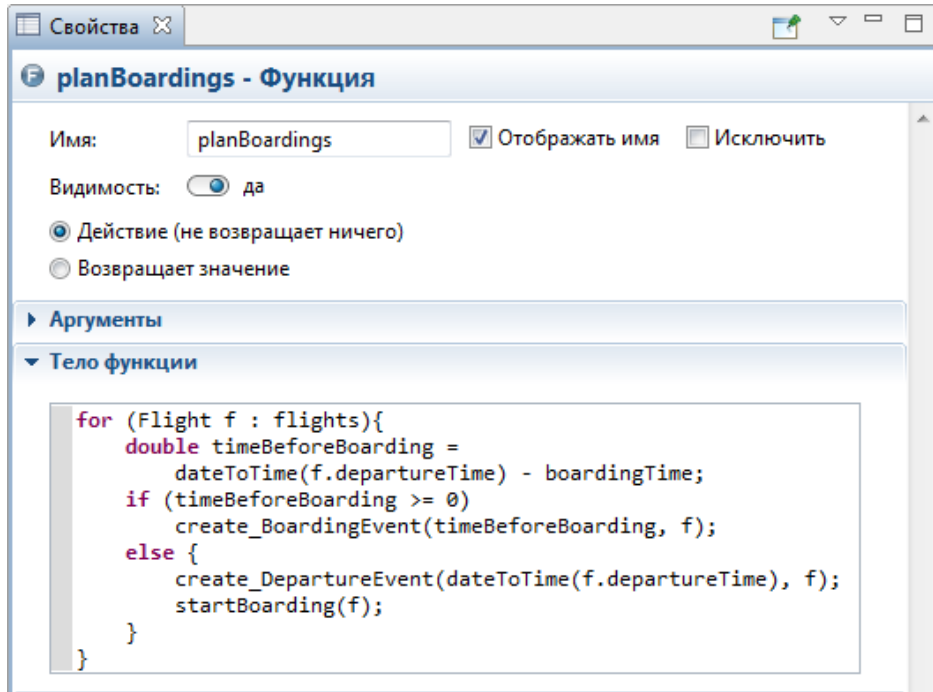 Свойства
planBoardings - Функция
Имя: planBoardings Отображать имя Исключить
Видимость: да
Действие (не возвращает ничего)
Возвращает значение
Аргументы
Тело функции
for (Flight f : flights){
    double timeBeforeBoarding =
        dateToTime(f.departureTime) - boardingTime;
    if (timeBeforeBoarding >= 0)
        create_BoardingEvent(timeBeforeBoarding, f);
    else {
        create_DepartureEvent(dateToTime(f.departureTime), f);
        startBoarding(f);
    }
}